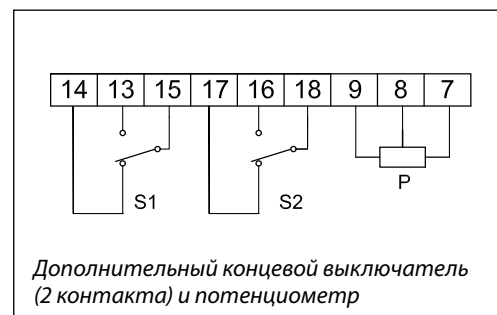 14 13 15 17 16 18 9 8 7
S1 S2 P
Дополнительный концевой выключатель
(2 контакта) и потенциометр